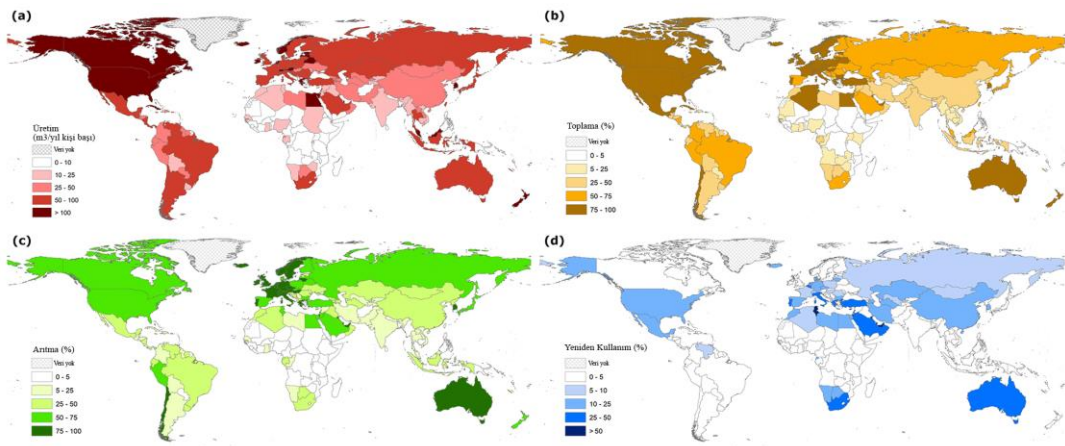 (a)
Üretim
(m3/yıl kişi başı)
Veri yok
0 - 10
10 - 25
25 - 50
50 - 100
> 100
(b)
Toplama (%)
Veri yok
0 - 5
5 - 25
25 - 50
50 - 75
75 - 100
(c)
Arıtma (%)
Veri yok
0 - 5
5 - 25
25 - 50
50 - 75
75 - 100
(d)
Yeniden Kullanım (%)
Veri yok
0 - 5
5 - 10
10 - 25
25 - 50
> 50